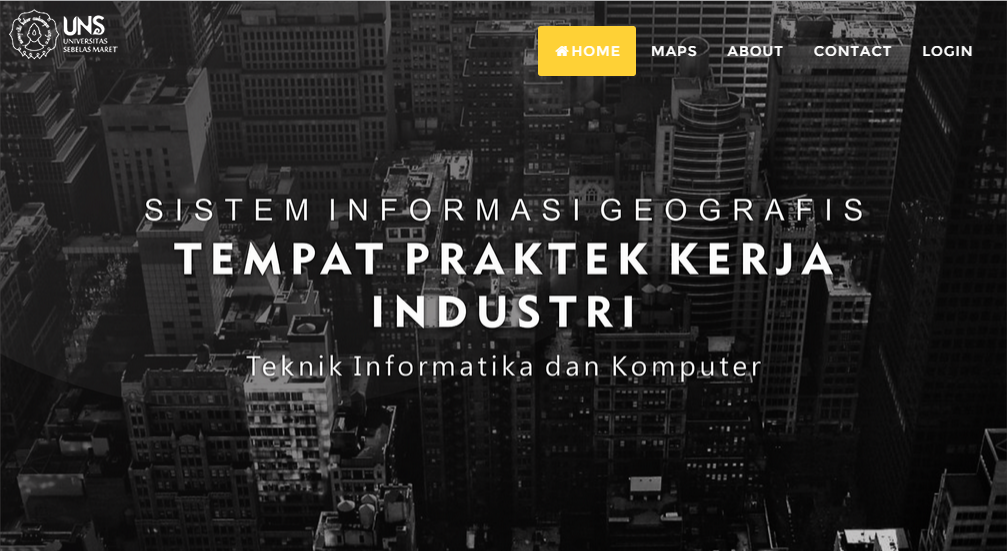 UNS
UNIVERSITAS
SEBELAS MARET
HOME MAPS ABOUT CONTACT LOGIN
SISTEM INFORMASI GEOGRAFIS
TEMPAT PRAKTEK KERJA
INDUSTRI
Teknik Informatika dan Komputer